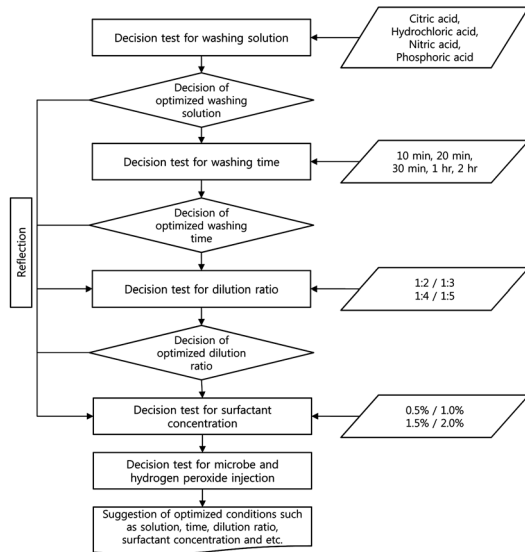 Decision test for washing solution
Citric acid,
Hydrochloric acid,
Nitric acid,
Phosphoric acid
Decision of
optimized washing
solution
Decision test for washing time
10 min, 20 min,
30 min, 1 hr, 2 hr
Decision of
optimized washing
time
Reflection
Decision test for dilution ratio
1:2 / 1:3
1:4 / 1:5
Decision of
optimized dilution
ratio
Decision test for surfactant
concentration
0.5% / 1.0%
1.5% / 2.0%
Decision test for microbe and
hydrogen peroxide injection
Suggestion of optimized conditions such
as solution, time, dilution ratio,
surfactant concentration and etc.